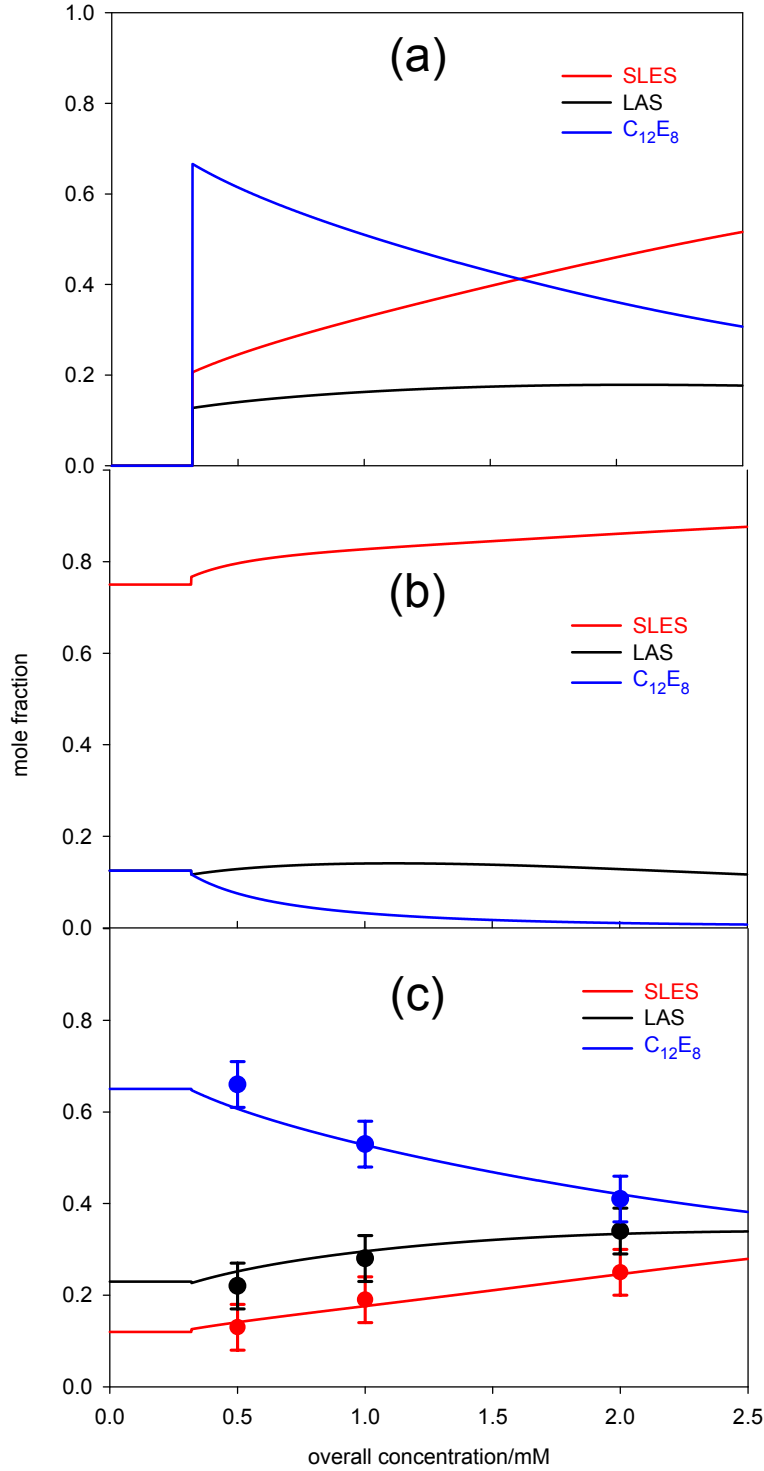 1.0
(a)
SLES
LAS
C₁₂E₈
0.8
0.6
0.4
0.2
0.0
(b)
SLES
LAS
C₁₂E₈
0.8
0.6
0.4
0.2
0.0
mole fraction
(c)
SLES
LAS
C₁₂E₈
0.8
0.6
0.4
0.2
0.0
0.0 0.5 1.0 1.5 2.0 2.5
overall concentration/mM